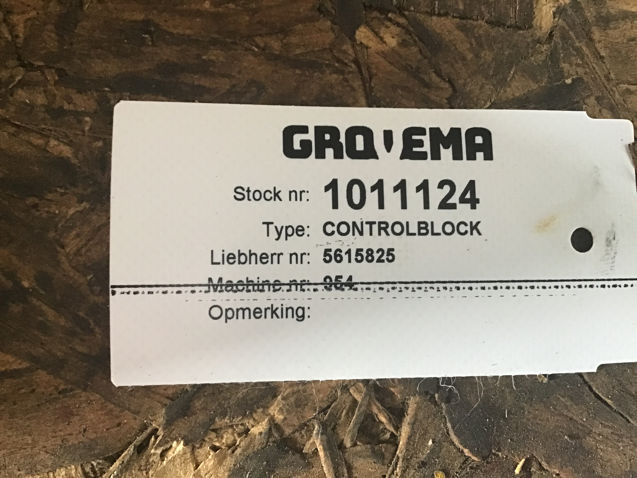 GROVEMA
Stock nr: 1011124
Type: CONTROLBLOCK
Liebherr nr: 5615825
Machine nr: 954
Opmerking: